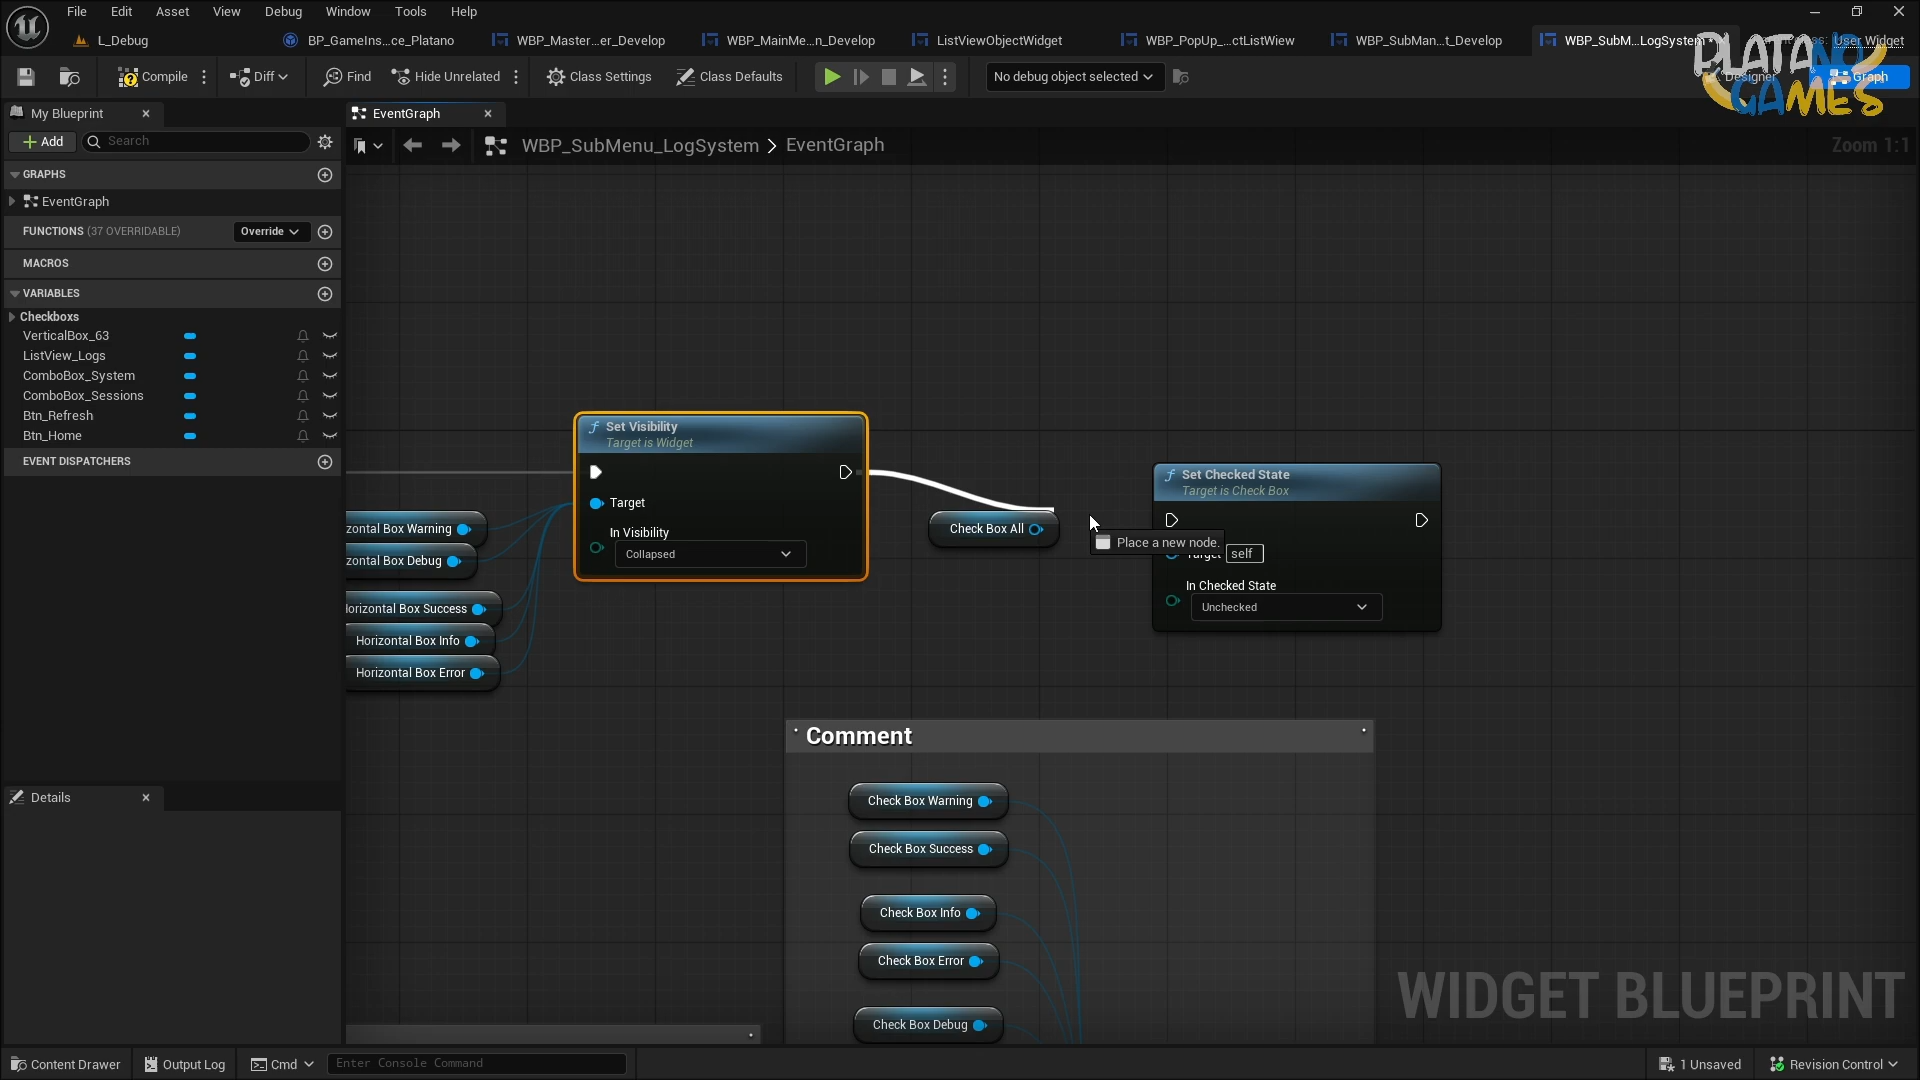 File Edit Asset View Debug Window Tools Help
L_Debug BP_GameIns...ce_Platano WBP_Master...er_Develop WBP_MainMe...n_Develop ListViewObjectWidget WBP_PopUp_...ctListWiew WBP_SubMan...t_Develop WBP_SubM...LogSystem User Widget
Compile Diff Find Hide Unrelated Class Settings Class Defaults No debug object selected Designer Graph
PLATANO
GAMES
My Blueprint EventGraph
Add Search WBP_SubMenu_LogSystem > EventGraph Zoom 1:1
GRAPHS
EventGraph
FUNCTIONS (37 OVERRIDABLE) Override
MACROS
VARIABLES
Checkboxs
VerticalBox_63
ListView_Logs
ComboBox_System
ComboBox_Sessions
Btn_Refresh
Btn_Home
EVENT DISPATCHERS
Set Visibility
Target is Widget
Target
In Visibility
Collapsed
zontal Box Warning
zontal Box Debug
Horizontal Box Success
Horizontal Box Info
Horizontal Box Error
Check Box All
Set Checked State
Target is Check Box
Place a new node.
Target self
In Checked State
Unchecked
Comment
Check Box Warning
Check Box Success
Check Box Info
Check Box Error
Check Box Debug
Details
WIDGET BLUEPRINT
Content Drawer Output Log Cmd Enter Console Command 1 Unsaved Revision Control